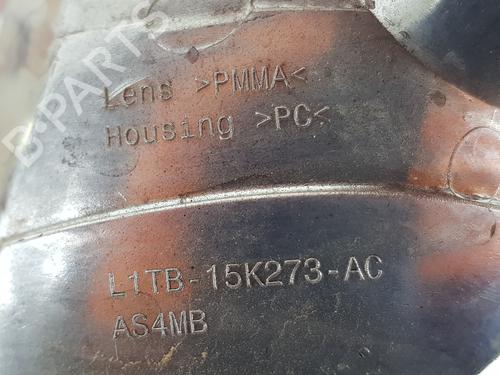 B-PARTS
Lens >PMMA<
Housing >PC<
L1TB-15K273-AC
AS4MB